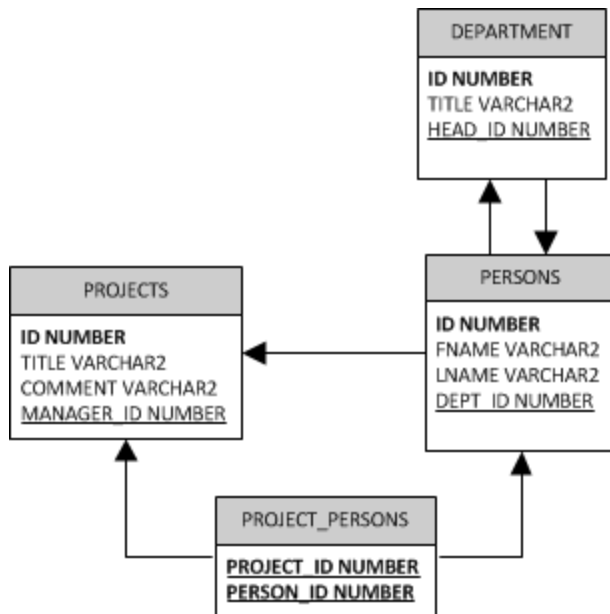 DEPARTMENT
ID NUMBER
TITLE VARCHAR2
HEAD_ID NUMBER
PROJECTS
ID NUMBER
TITLE VARCHAR2
COMMENT VARCHAR2
MANAGER_ID NUMBER
PERSONS
ID NUMBER
FNAME VARCHAR2
LNAME VARCHAR2
DEPT_ID NUMBER
PROJECT_PERSONS
PROJECT_ID NUMBER
PERSON_ID NUMBER